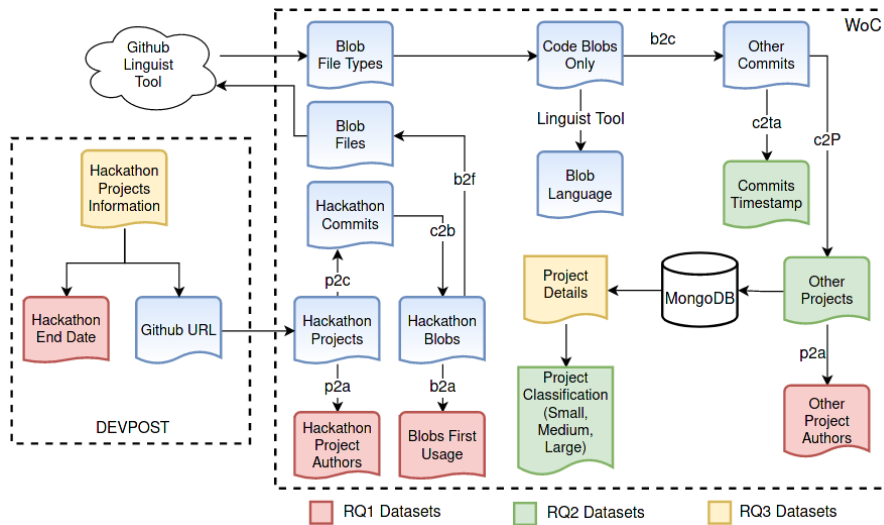 WoC
Github
Linguist
Tool
Blob
File Types
Code Blobs
Only
b2c
Other
Commits
Linguist Tool
c2ta
c2P
Blob
Files
b2f
Blob
Language
Commits
Timestamp
Hackathon
Projects
Information
Hackathon
Commits
c2b
p2c
Hackathon
End Date
Github URL
Hackathon
Projects
Hackathon
Blobs
Project
Details
MongoDB
Other
Projects
p2a
b2a
p2a
Hackathon
Project
Authors
Blobs First
Usage
Project
Classification
(Small,
Medium,
Large)
Other
Project
Authors
DEVPOST
RQ1 Datasets
RQ2 Datasets
RQ3 Datasets